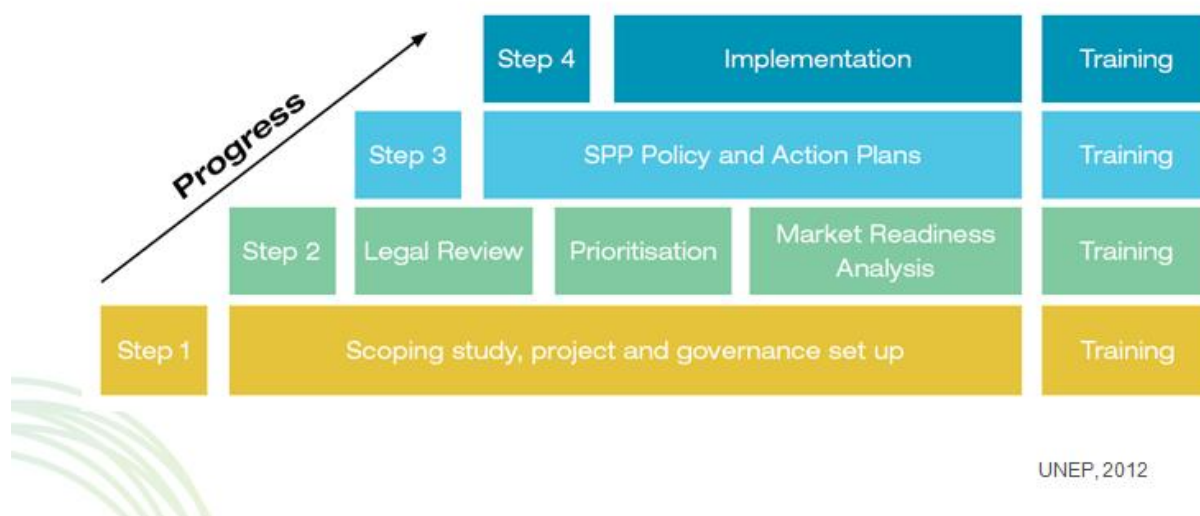 Step 4
Implementation
Training
Progress
Step 3
SPP Policy and Action Plans
Training
Step 2
Legal Review
Prioritisation
Market Readiness
Analysis
Training
Step 1
Scoping study, project and governance set up
Training
UNEP, 2012